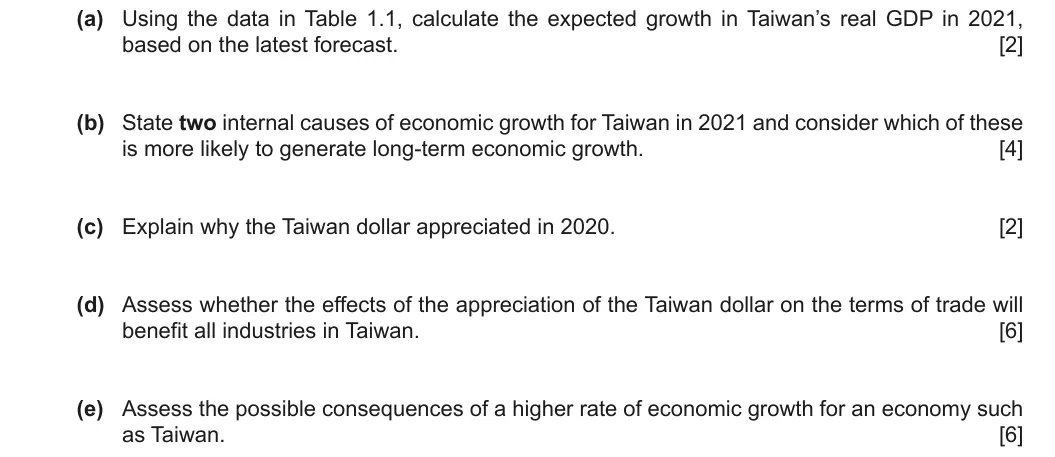 (a) Using the data in Table 1.1, calculate the expected growth in Taiwan’s real GDP in 2021,
based on the latest forecast. [2]
(b) State two internal causes of economic growth for Taiwan in 2021 and consider which of these
is more likely to generate long-term economic growth. [4]
(c) Explain why the Taiwan dollar appreciated in 2020. [2]
(d) Assess whether the effects of the appreciation of the Taiwan dollar on the terms of trade will
benefit all industries in Taiwan. [6]
(e) Assess the possible consequences of a higher rate of economic growth for an economy such
as Taiwan. [6]